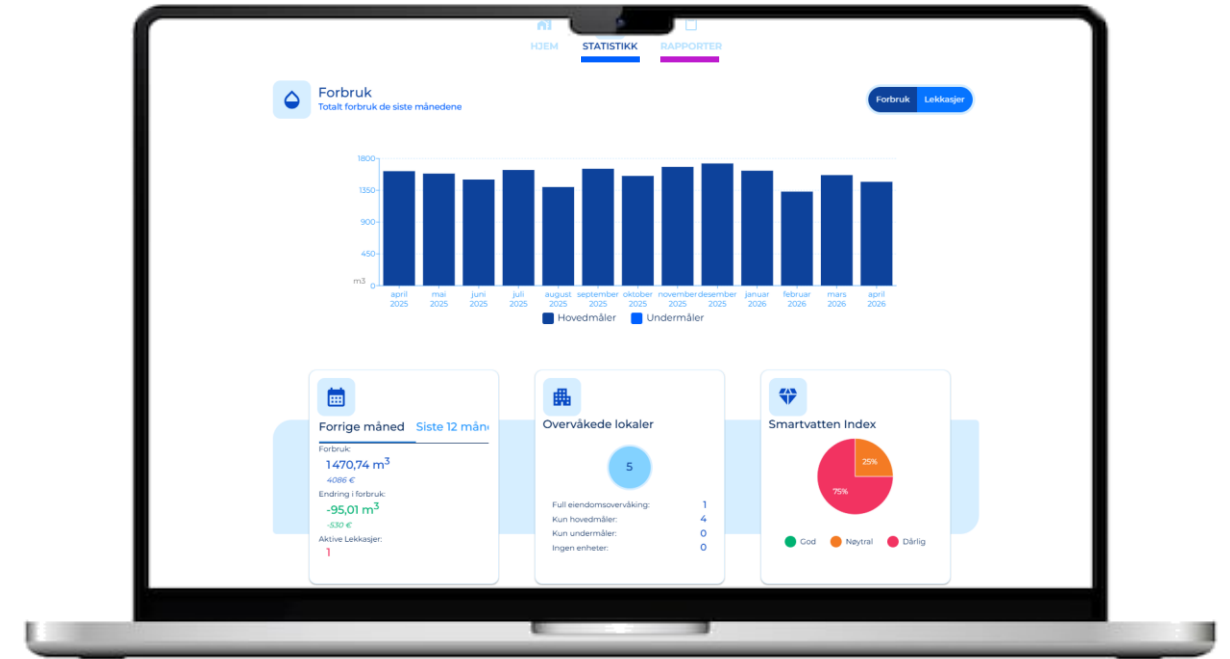 HJEM STATISTIKK RAPPORTER
Forbruk
Totalt forbruk de siste månedene
Forbruk Lekkasjer
1800
1350
900
450
m3 0
april mai juni juli august september oktober november desember januar februar mars april
2025 2025 2025 2025 2025 2025 2025 2025 2025 2026 2026 2026 2026
Hovedmåler Undermåler
Forrige måned Siste 12 mån
Forbruk:
1470,74 m³
4086 €
Endring i forbruk:
-95,01 m³
-530 €
Aktive Lekkasjer:
1
Overvåkede lokaler
5
Full eiendomsovervåking: 1
Kun hovedmåler: 4
Kun undermåler: 0
Ingen enheter: 0
Smartvatten Index
25%
75%
God Nøytral Dårlig